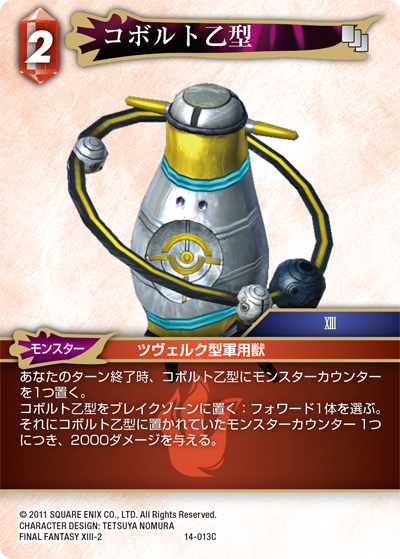 2
コボルト乙型
XIII
モンスター
ツヴェルク型軍用獣
あなたのターン終了時、コボルト乙型にモンスターカウンター
を1つ置く。
コボルト乙型をブレイクゾーンに置く：フォワード1体を選ぶ。
それにコボルト乙型に置かれていたモンスターカウンター 1つ
につき、2000ダメージを与える。
© 2011 SQUARE ENIX CO., LTD. All Rights Reserved.
CHARACTER DESIGN: TETSUYA NOMURA
FINAL FANTASY XIII-2 14-013C